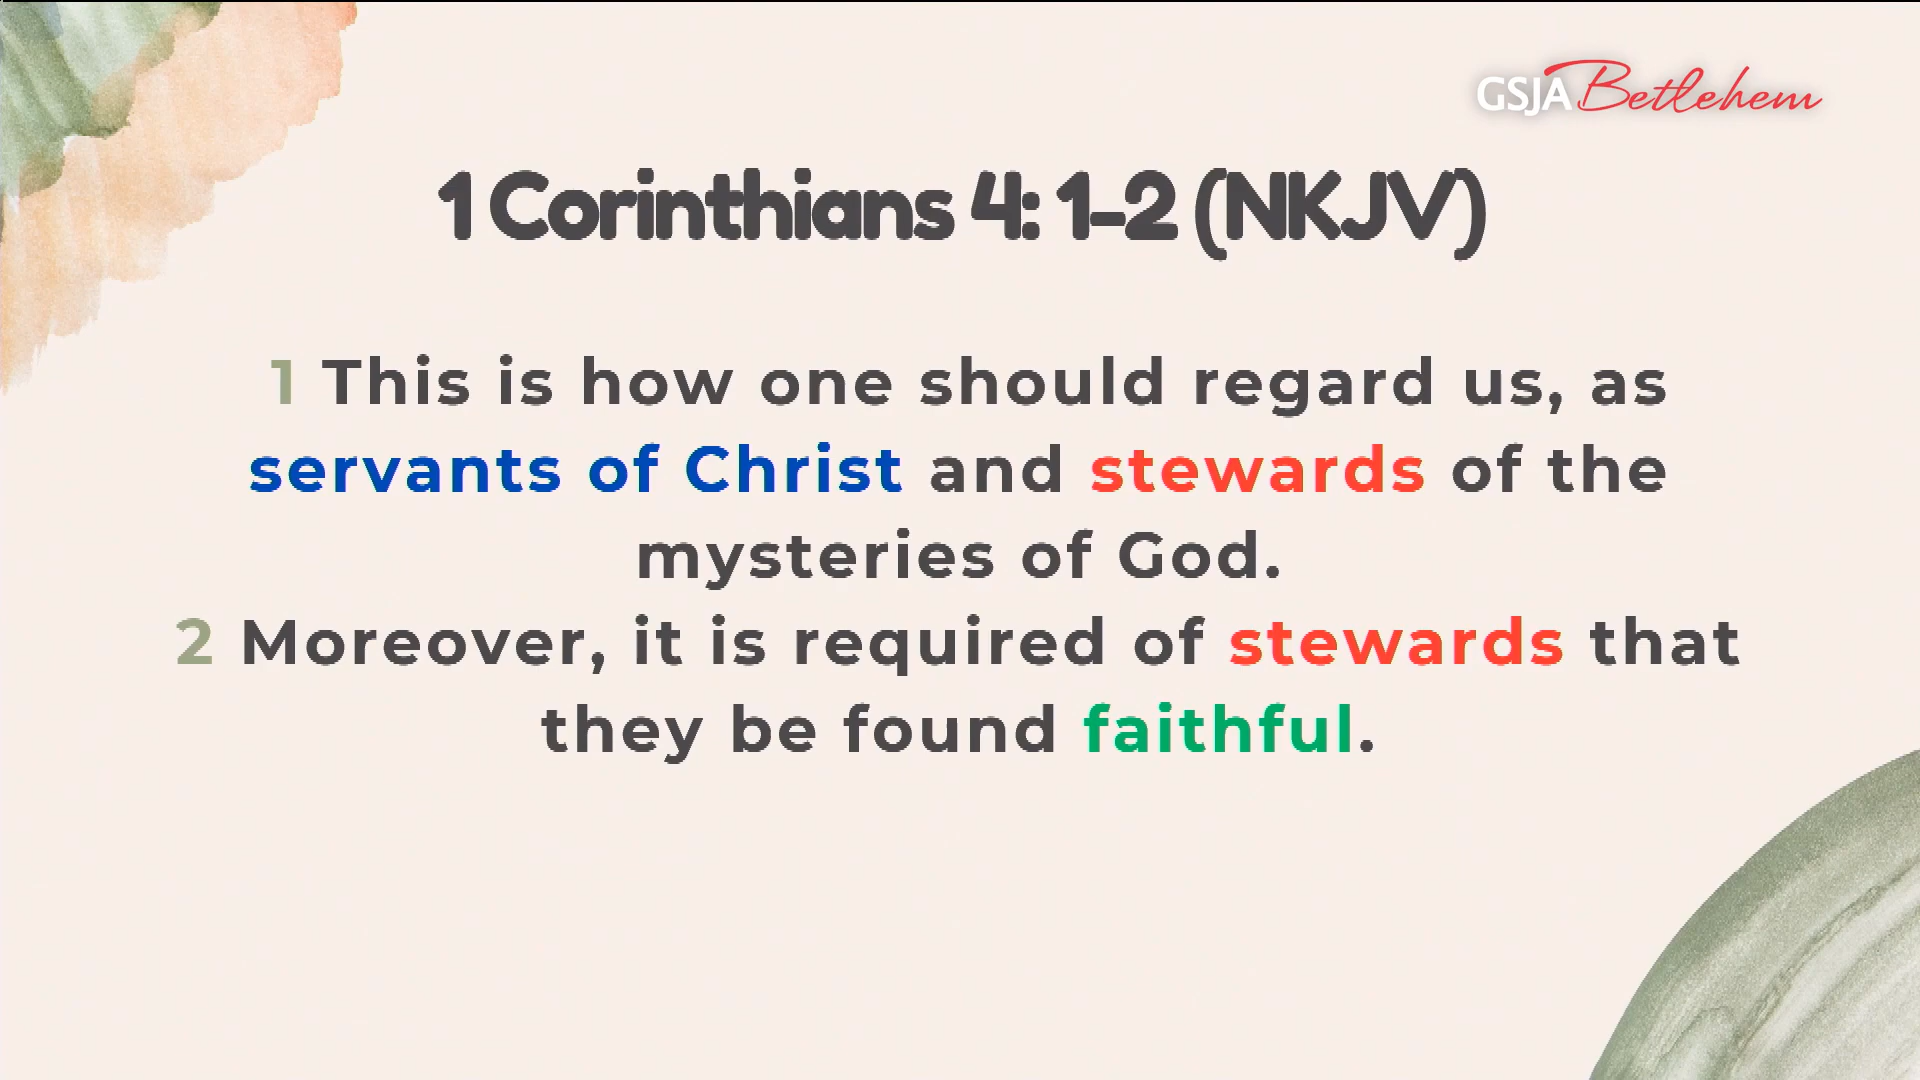 GSJA Betlehem
1 Corinthians 4: 1-2 (NKJV)
1 This is how one should regard us, as
servants of Christ and stewards of the
mysteries of God.
2 Moreover, it is required of stewards that
they be found faithful.